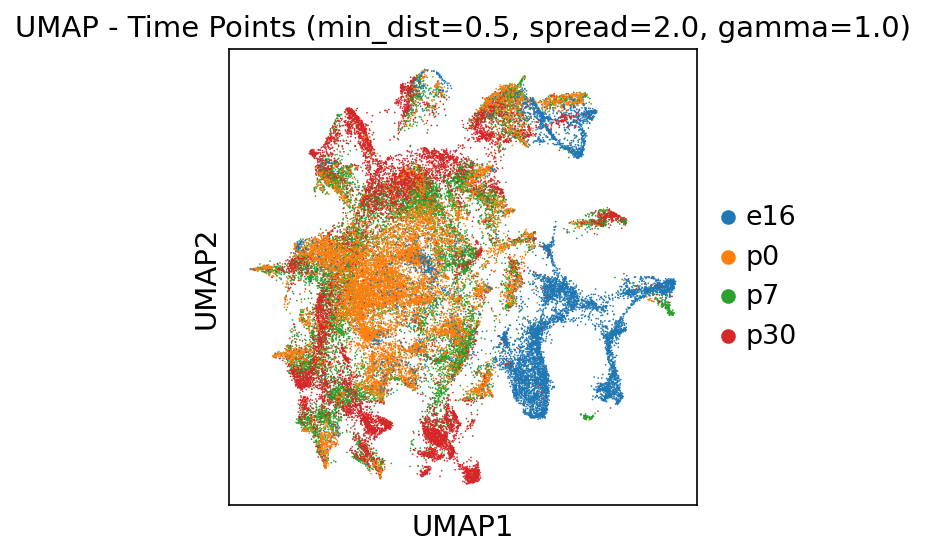 UMAP - Time Points (min_dist=0.5, spread=2.0, gamma=1.0)
UMAP2
e16
p0
p7
p30
UMAP1